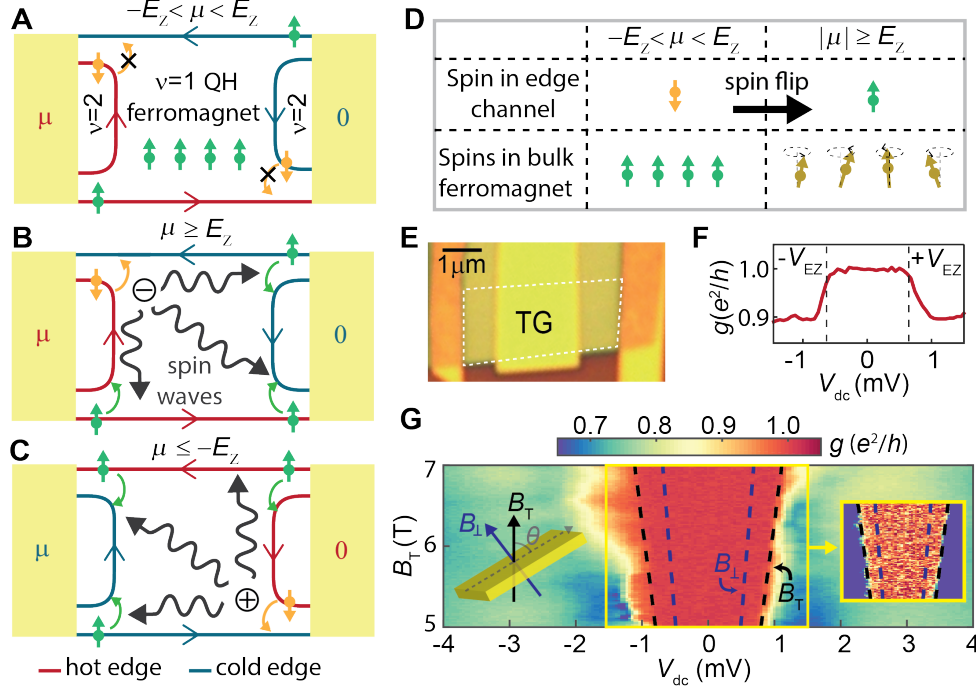 A
−E_Z < μ < E_Z
ν=2
ν=1 QH
ferromagnet
ν=2
μ
0
B
μ ≥ E_Z
μ
0
spin
waves
C
μ ≤ −E_Z
μ
0
hot edge
cold edge
D
−E_Z < μ < E_Z
|μ| ≥ E_Z
Spin in edge
channel
spin flip
Spins in bulk
ferromagnet
E
1μm
TG
F
-V_EZ
+V_EZ
g(e²/h)
1.0
0.9
-1
0
1
V_dc (mV)
G
0.7
0.8
0.9
1.0
g (e²/h)
B_T (T)
7
6
5
B_T
B_⊥
θ
B_⊥
B_T
-4
-3
-2
-1
0
1
2
3
4
V_dc (mV)